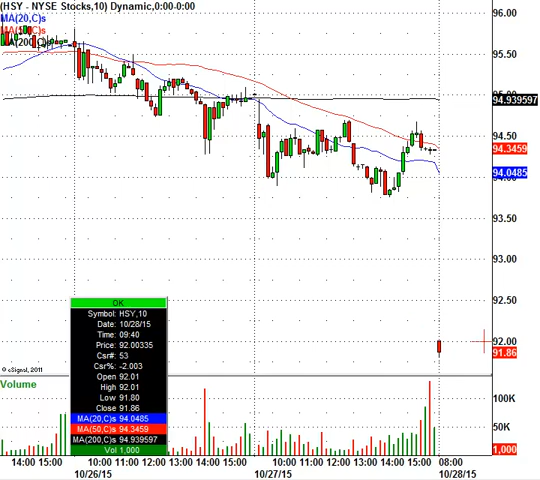 (HSY - NYSE Stocks,10) Dynamic,0:00-0:00
MA(20,C)s
MA(200,C)s
96.00
95.50
94.939597
94.50
94.3459
94.0485
93.50
93.00
92.50
92.00
91.86
OK
Symbol: HSY,10
Date: 10/28/15
Time: 09:40
Price: 92.00335
Csr#: 53
Csr%: -2.003
Open 92.01
High 92.01
Low 91.80
Close 91.86
MA(20,C)s 94.0485
MA(50,C)s 94.3459
MA(200,C)s 94.939597
Vol 1,000
© eSignal, 2011
Volume
100K
50K
1,000
14:00 15:00 10:00 11:00 12:00 13:00 14:00 15:00 10:00 11:00 12:00 13:00 14:00 15:00 08:00
10/26/15 10/27/15 10/28/15